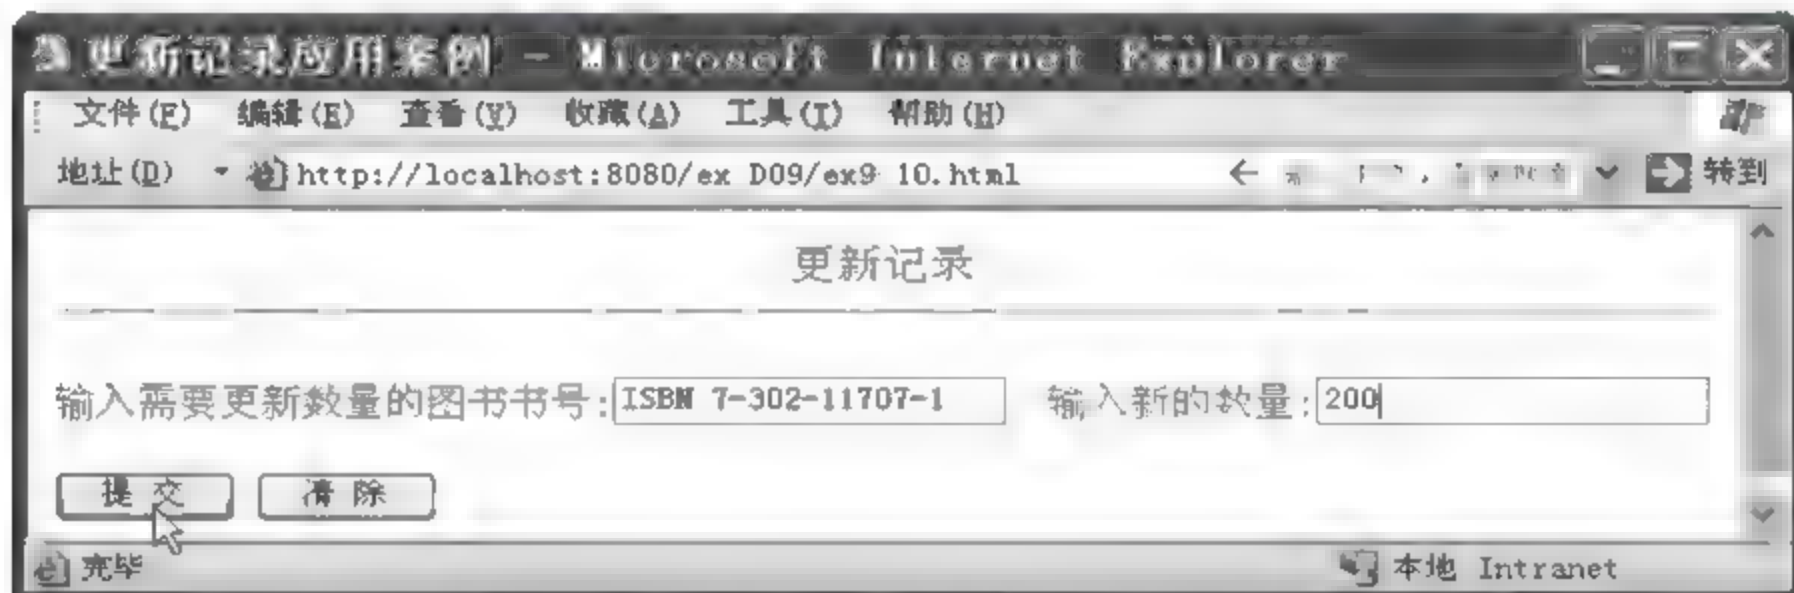 更新记录应用案例 - Microsoft Internet Explorer
文件(F) 编辑(E) 查看(V) 收藏(A) 工具(T) 帮助(H)
地址(D) http://localhost:8080/ex D09/ex9 10.html 转到
更新记录
输入需要更新数量的图书书号: ISBN 7-302-11707-1 输入新的数量: 200
提 交 清 除
完毕 本地 Intranet